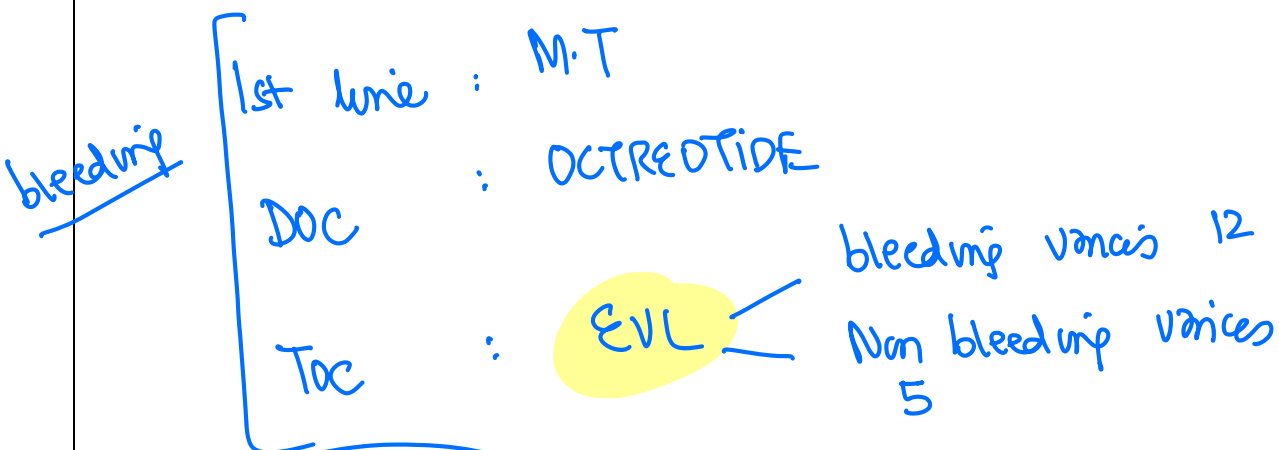 1st line : M.T
bleeding
DOC : OCTREOTIDE
TOC : EVL
bleeding varices 12
Non bleeding varices
5